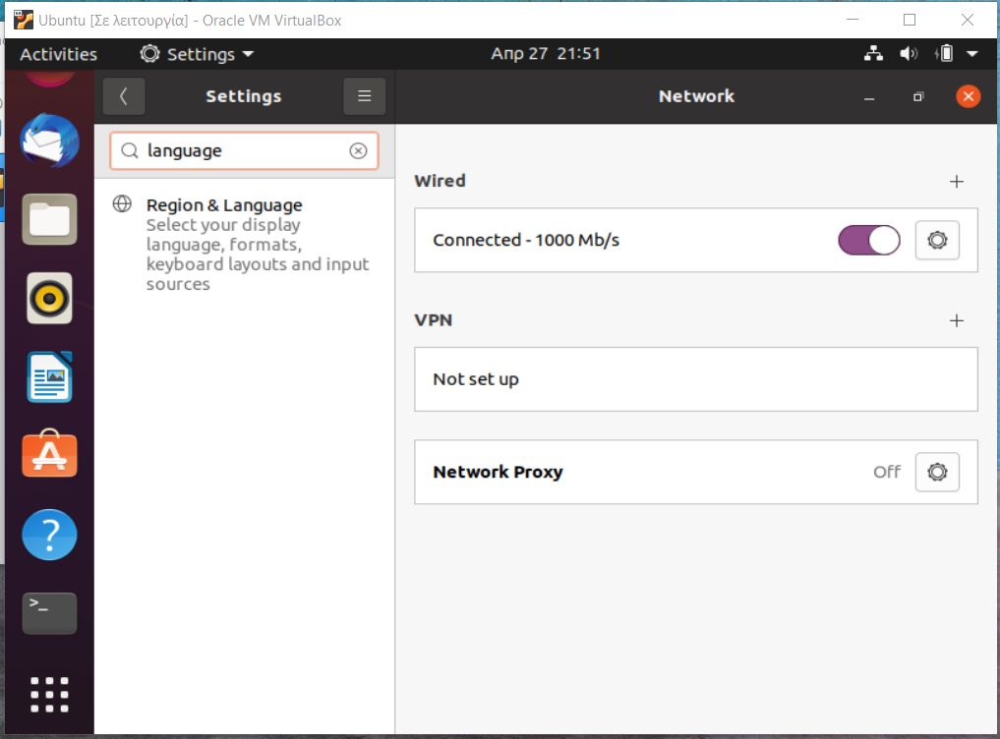 Ubuntu [Σε λειτουργία] - Oracle VM VirtualBox
Activities
Settings
Απρ 27 21:51
Settings
Network
language
Region & Language
Select your display
language, formats,
keyboard layouts and input
sources
Wired
Connected - 1000 Mb/s
VPN
Not set up
Network Proxy
Off
>_